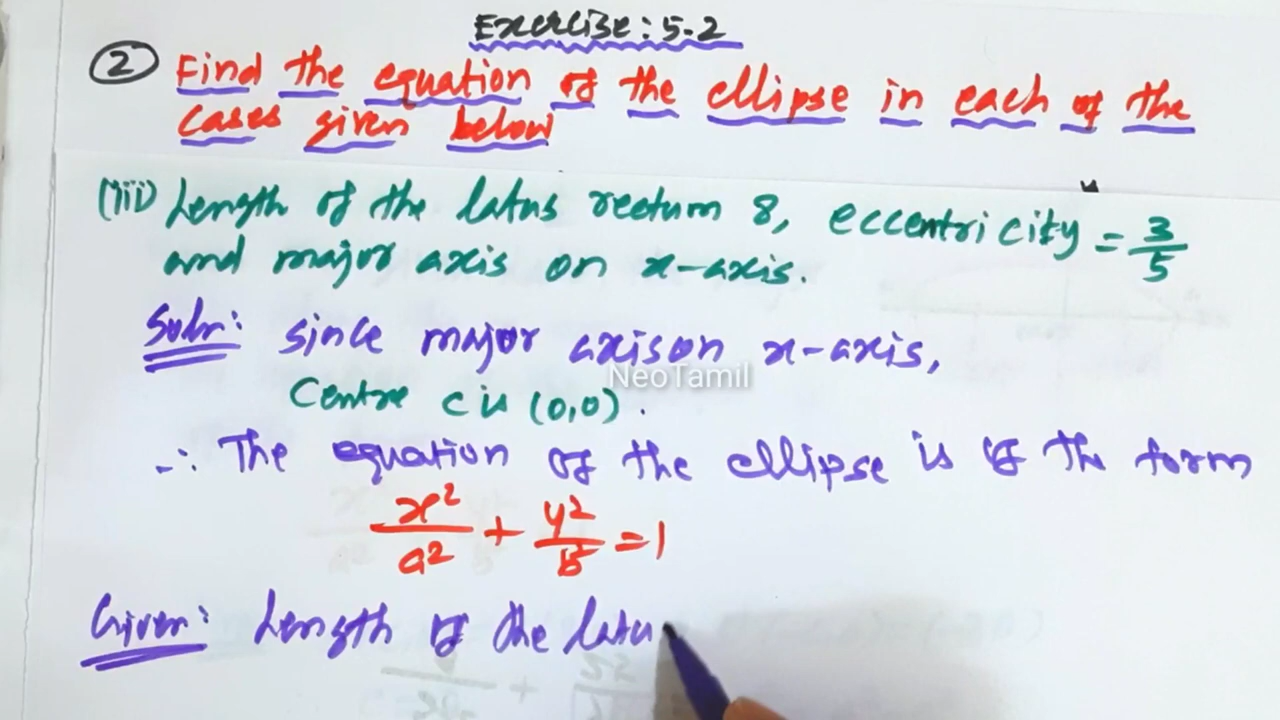 Exercise: 5.2
② Find the equation of the ellipse in each of the
cases given below
(iii) Length of the latus rectum 8, eccentricity = 3/5
and major axis on x-axis.
Soln: Since major axis on x-axis,
NeoTamil
Centre C is (0,0).
∴ The equation of the ellipse is of the form
x²/a² + y²/b² = 1
Given: Length of the latu